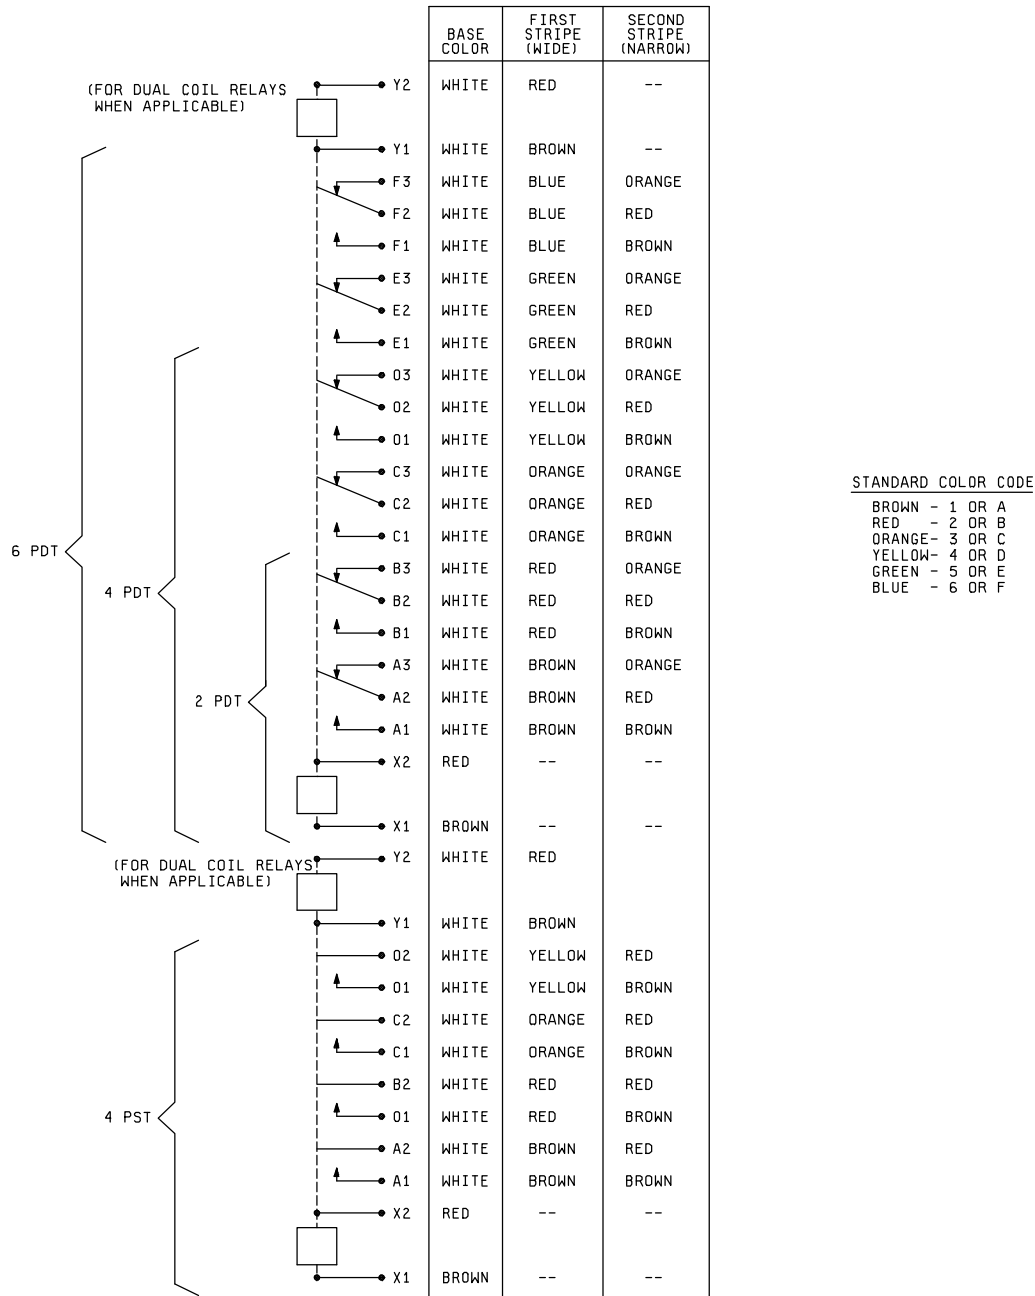 BASE COLOR FIRST STRIPE (WIDE) SECOND STRIPE (NARROW)
(FOR DUAL COIL RELAYS
WHEN APPLICABLE)
Y2 WHITE RED --
Y1 WHITE BROWN --
F3 WHITE BLUE ORANGE
F2 WHITE BLUE RED
F1 WHITE BLUE BROWN
E3 WHITE GREEN ORANGE
E2 WHITE GREEN RED
E1 WHITE GREEN BROWN
O3 WHITE YELLOW ORANGE
O2 WHITE YELLOW RED
O1 WHITE YELLOW BROWN
C3 WHITE ORANGE ORANGE
C2 WHITE ORANGE RED
C1 WHITE ORANGE BROWN
6 PDT
B3 WHITE RED ORANGE
4 PDT
B2 WHITE RED RED
B1 WHITE RED BROWN
A3 WHITE BROWN ORANGE
2 PDT
A2 WHITE BROWN RED
A1 WHITE BROWN BROWN
X2 RED -- --
X1 BROWN -- --
(FOR DUAL COIL RELAYS
WHEN APPLICABLE)
Y2 WHITE RED
Y1 WHITE BROWN
O2 WHITE YELLOW RED
O1 WHITE YELLOW BROWN
C2 WHITE ORANGE RED
C1 WHITE ORANGE BROWN
B2 WHITE RED RED
4 PST
O1 WHITE RED BROWN
A2 WHITE BROWN RED
A1 WHITE BROWN BROWN
X2 RED -- --
X1 BROWN -- --
STANDARD COLOR CODE
BROWN - 1 OR A
RED - 2 OR B
ORANGE- 3 OR C
YELLOW- 4 OR D
GREEN - 5 OR E
BLUE - 6 OR F